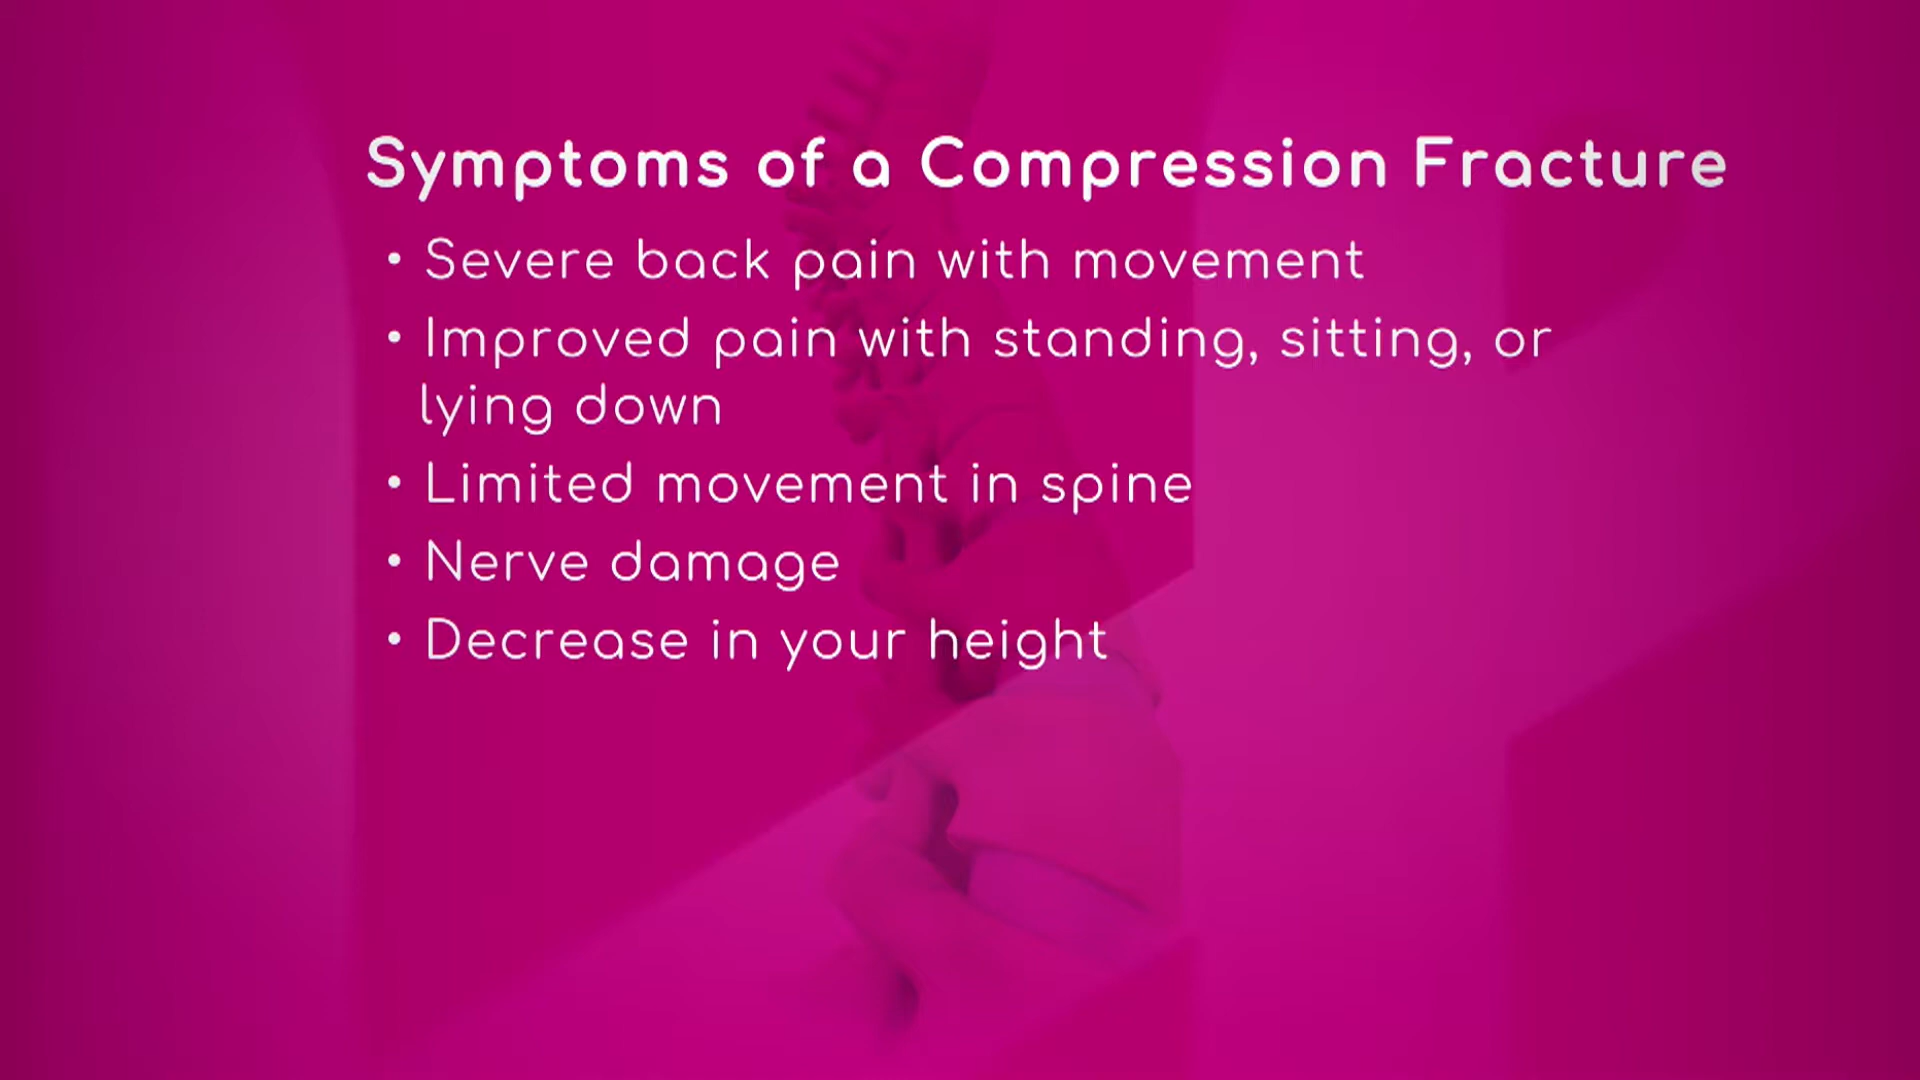 Symptoms of a Compression Fracture
• Severe back pain with movement
• Improved pain with standing, sitting, or
lying down
• Limited movement in spine
• Nerve damage
• Decrease in your height